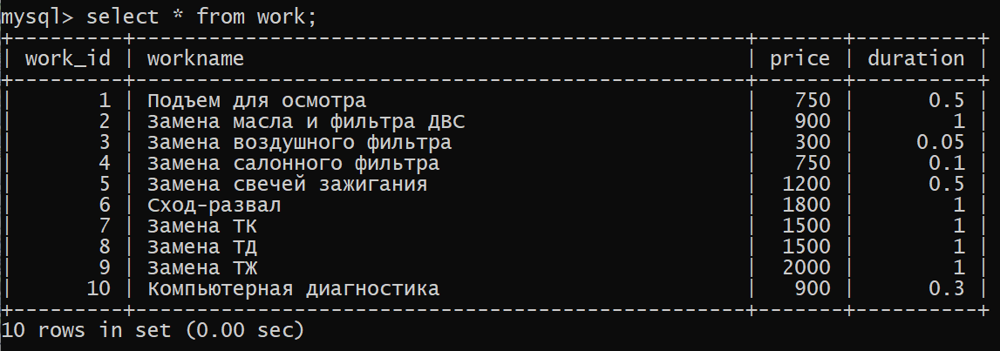 mysql> select * from work;
+---------+--------------------------------------------------+-------+----------+
| work_id | workname                                         | price | duration |
+---------+--------------------------------------------------+-------+----------+
|       1 | Подъем для осмотра                               |   750 |      0.5 |
|       2 | Замена масла и фильтра ДВС                       |   900 |        1 |
|       3 | Замена воздушного фильтра                        |   300 |     0.05 |
|       4 | Замена салонного фильтра                         |   750 |      0.1 |
|       5 | Замена свечей зажигания                          |  1200 |      0.5 |
|       6 | Сход-развал                                      |  1800 |        1 |
|       7 | Замена ТК                                        |  1500 |        1 |
|       8 | Замена ТД                                        |  1500 |        1 |
|       9 | Замена ТЖ                                        |  2000 |        1 |
|      10 | Компьютерная диагностика                         |   900 |      0.3 |
+---------+--------------------------------------------------+-------+----------+
10 rows in set (0.00 sec)